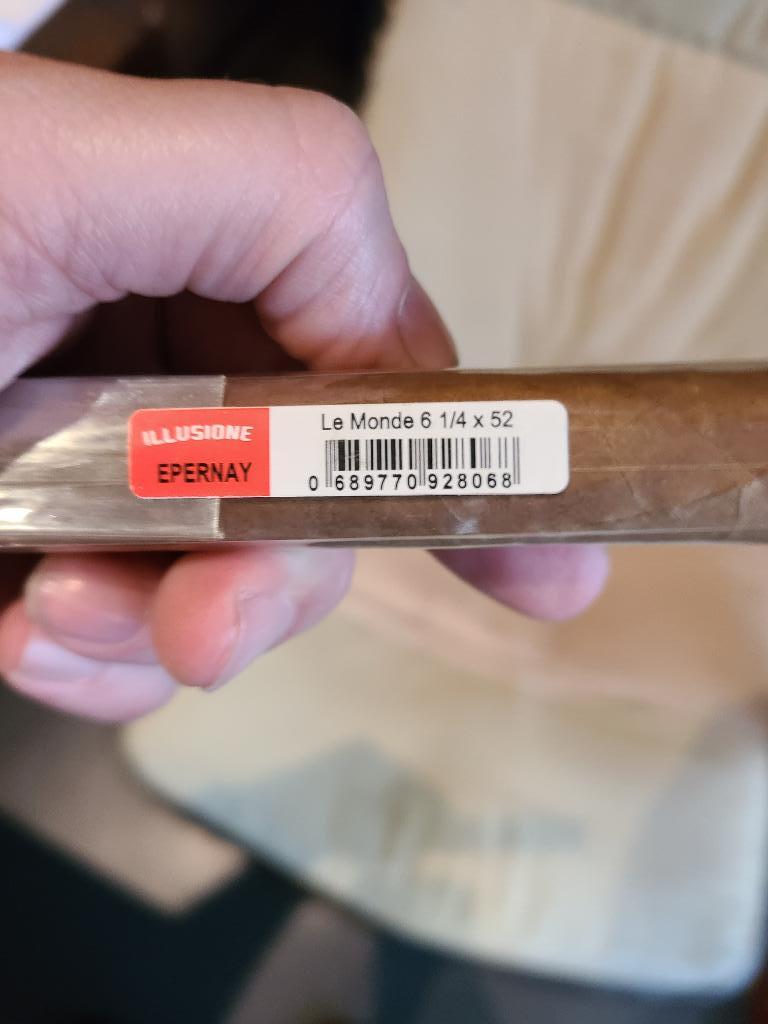 ILLUSIONE
EPERNAY
Le Monde 6 1/4 x 52
0 689770 928068